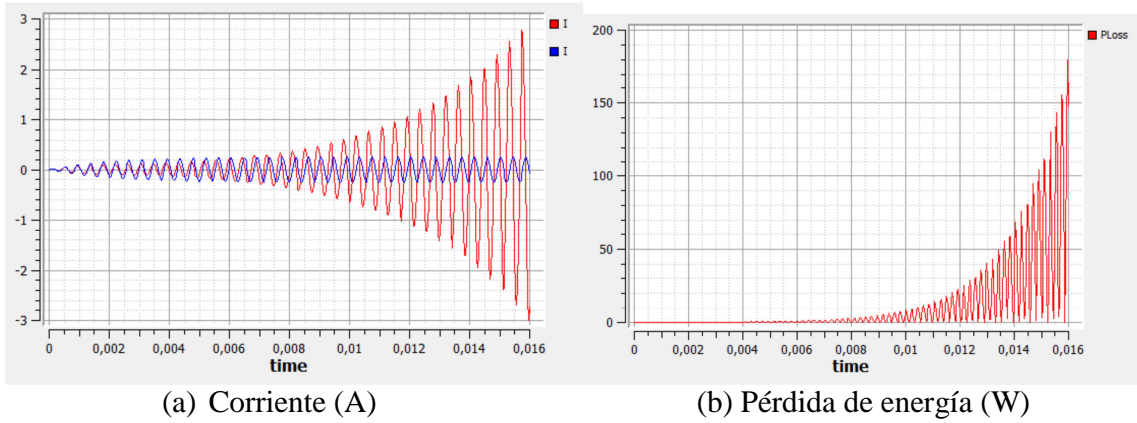 3
2
1
0
-1
-2
-3
0 0,002 0,004 0,006 0,008 0,01 0,012 0,014 0,016
time
I
I
(a) Corriente (A)
200
150
100
50
0
0 0,002 0,004 0,006 0,008 0,01 0,012 0,014 0,016
time
PLoss
(b) Pérdida de energía (W)